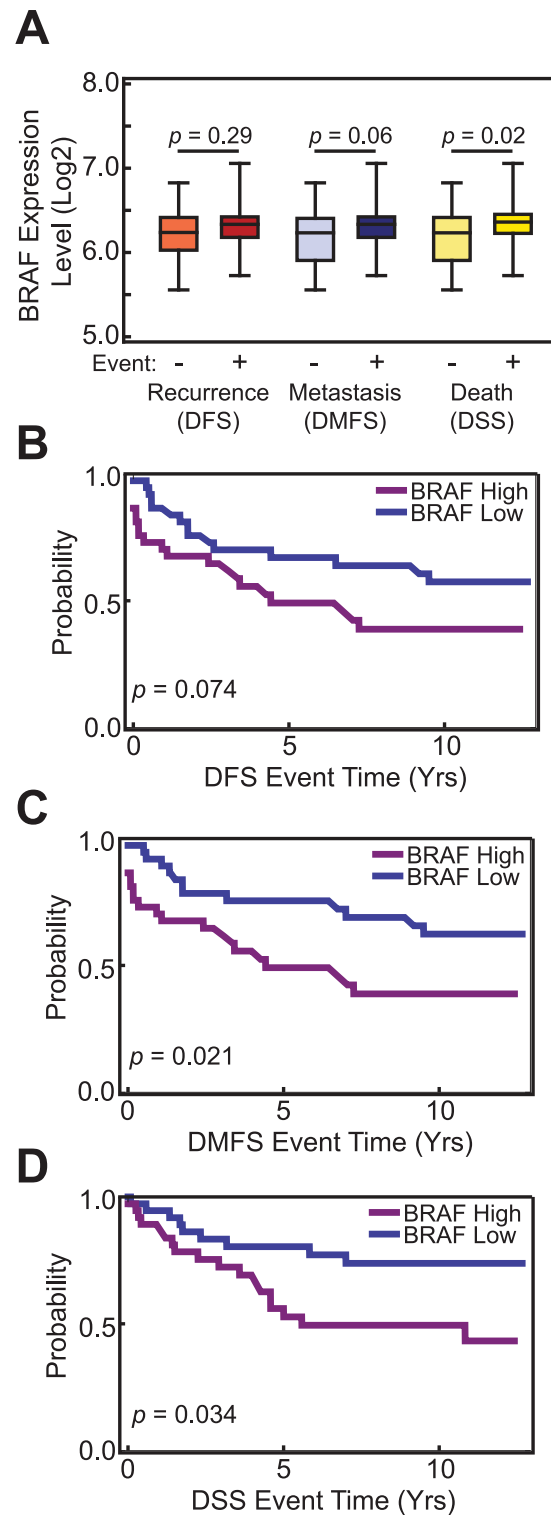 A
BRAF Expression
Level (Log2)
8.0
7.0
6.0
5.0
p = 0.29
p = 0.06
p = 0.02
Event: - + - + - +
Recurrence Metastasis Death
(DFS) (DMFS) (DSS)
B
Probability
1.0
0.5
0.0
BRAF High
BRAF Low
p = 0.074
0 5 10
DFS Event Time (Yrs)
C
Probability
1.0
0.5
0.0
BRAF High
BRAF Low
p = 0.021
0 5 10
DMFS Event Time (Yrs)
D
Probability
1.0
0.5
0.0
BRAF High
BRAF Low
p = 0.034
0 5 10
DSS Event Time (Yrs)